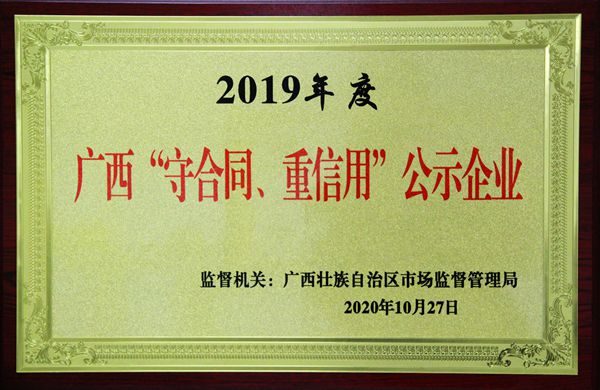 2019年度
广西“守合同、重信用”公示企业
监督机关：广西壮族自治区市场监督管理局
2020年10月27日